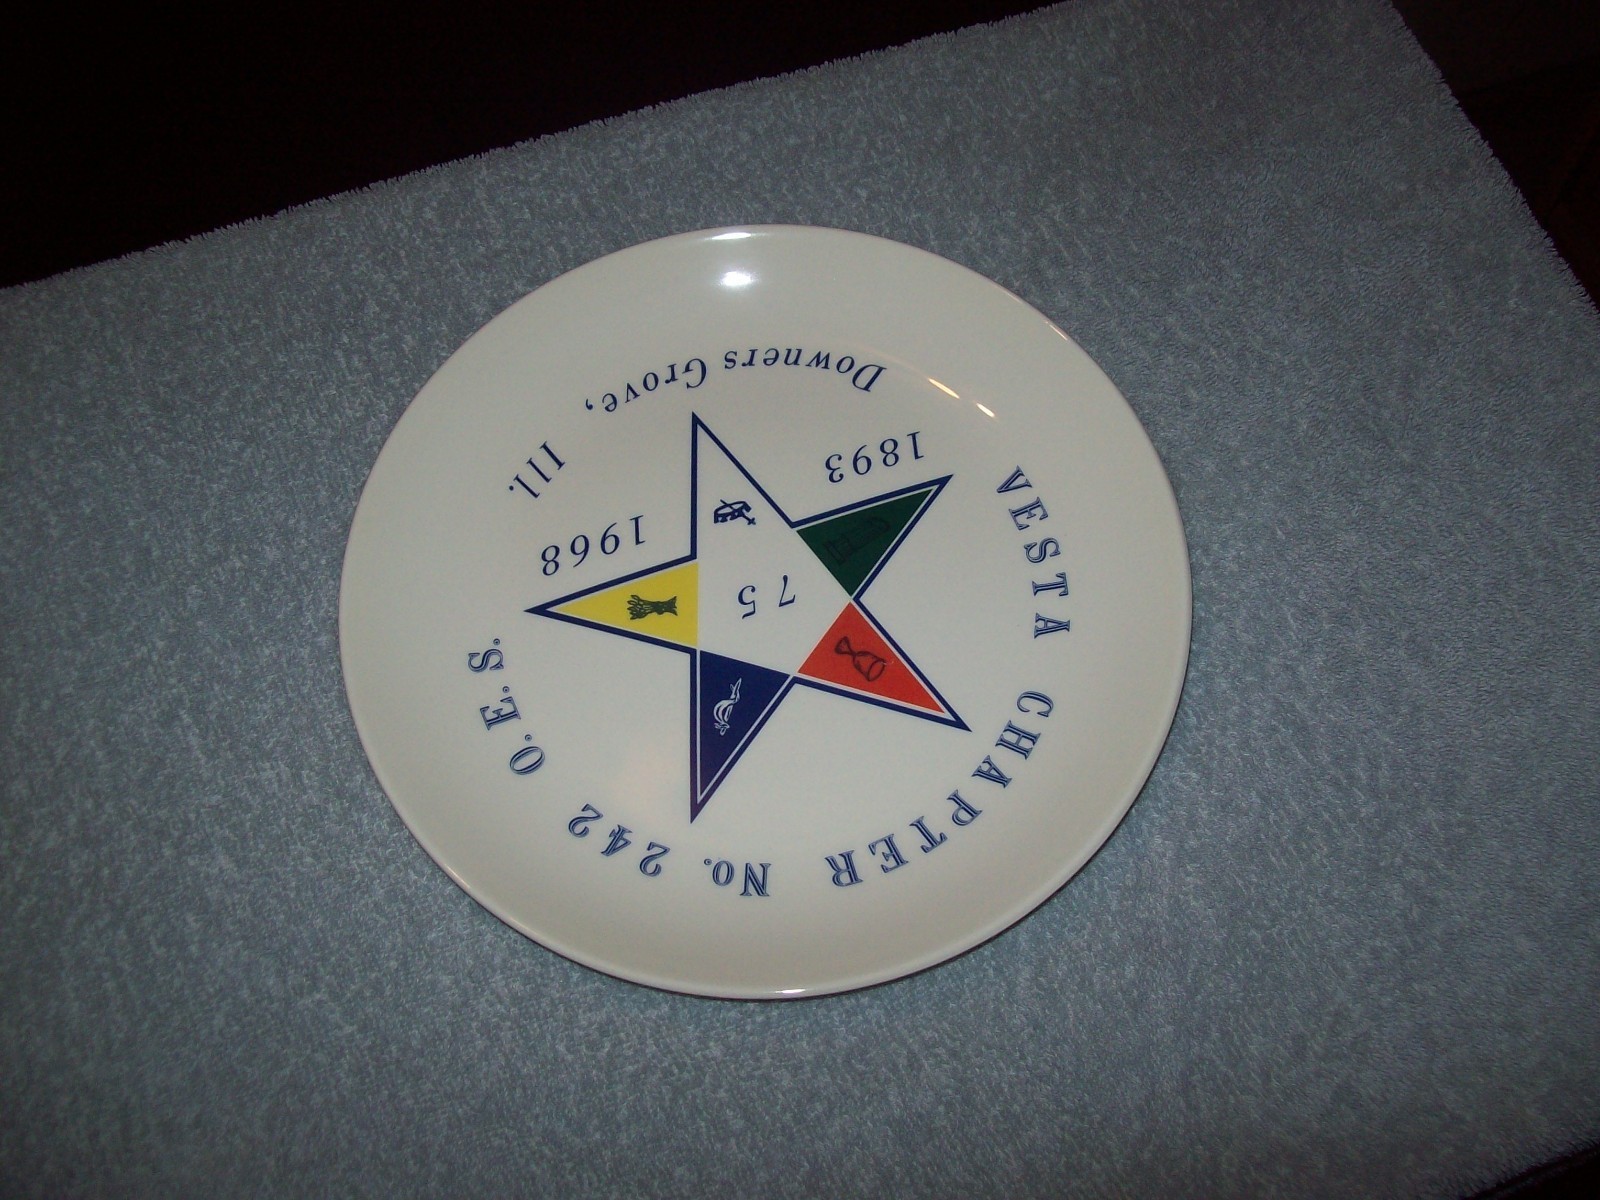 VESTA CHAPTER No. 242 O.E.S.
1893 1968
75
Downers Grove, Ill.